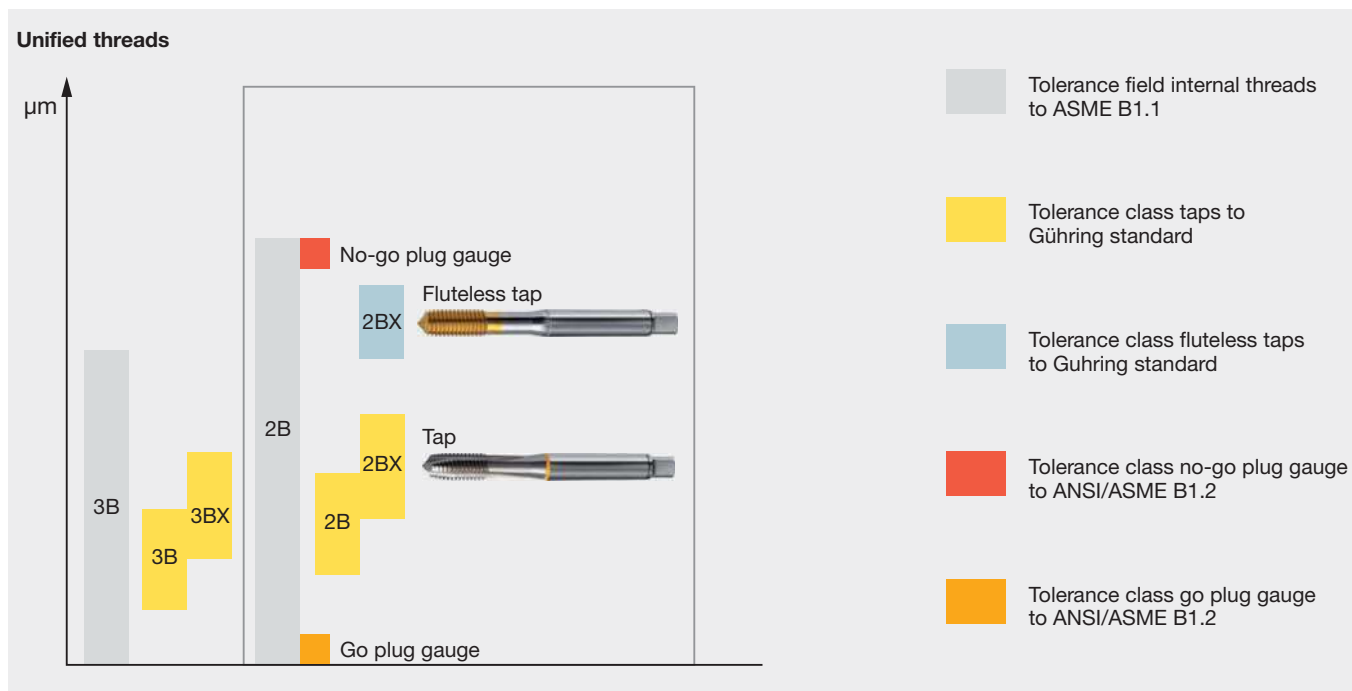 Unified threads
µm
3B
3B
3BX
2B
No-go plug gauge
2BX
Fluteless tap
2B
2BX
Tap
Go plug gauge
Tolerance field internal threads
to ASME B1.1
Tolerance class taps to
Gühring standard
Tolerance class fluteless taps
to Guhring standard
Tolerance class no-go plug gauge
to ANSI/ASME B1.2
Tolerance class go plug gauge
to ANSI/ASME B1.2